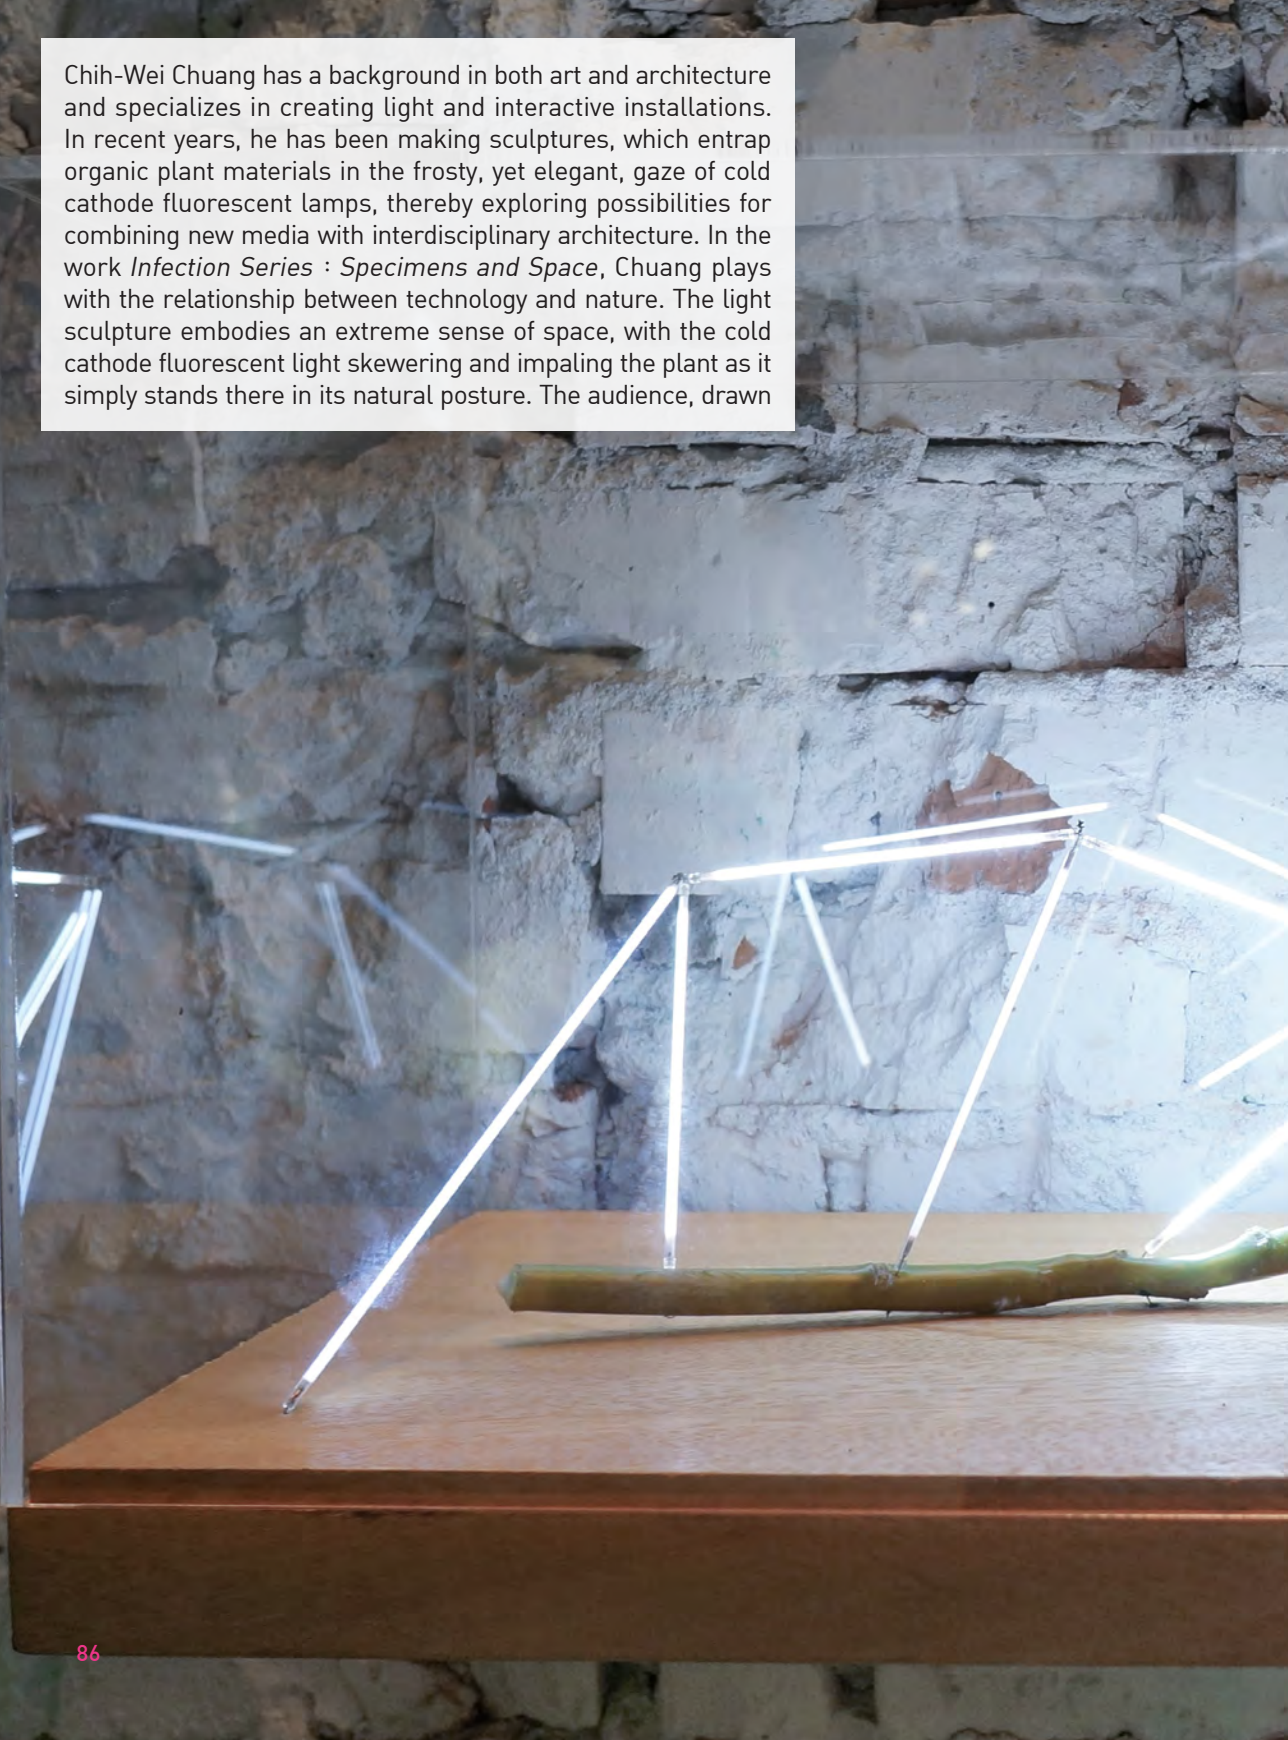 Chih-Wei Chuang has a background in both art and architecture
and specializes in creating light and interactive installations.
In recent years, he has been making sculptures, which entrap
organic plant materials in the frosty, yet elegant, gaze of cold
cathode fluorescent lamps, thereby exploring possibilities for
combining new media with interdisciplinary architecture. In the
work Infection Series：Specimens and Space, Chuang plays
with the relationship between technology and nature. The light
sculpture embodies an extreme sense of space, with the cold
cathode fluorescent light skewering and impaling the plant as it
simply stands there in its natural posture. The audience, drawn
86